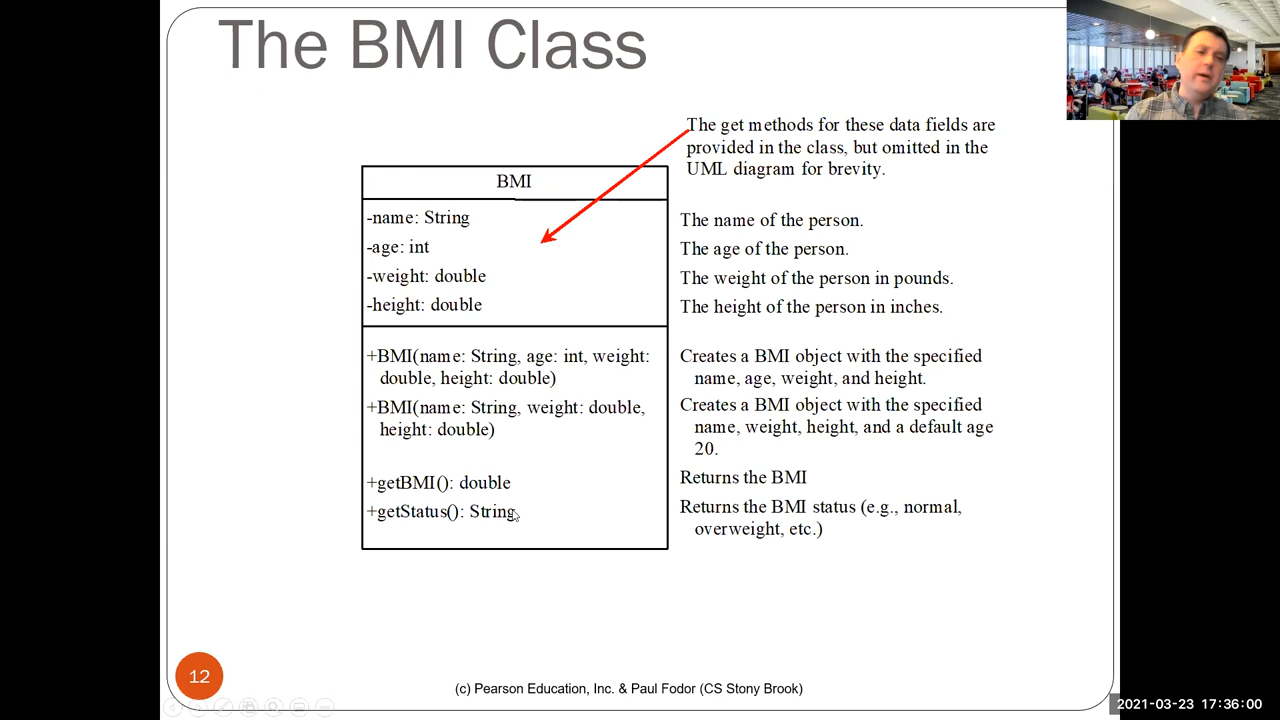 The BMI Class
The get methods for these data fields are
provided in the class, but omitted in the
UML diagram for brevity.
BMI
-name: String
The name of the person.
-age: int
The age of the person.
-weight: double
The weight of the person in pounds.
-height: double
The height of the person in inches.
+BMI(name: String, age: int, weight:
double, height: double)
Creates a BMI object with the specified
name, age, weight, and height.
+BMI(name: String, weight: double,
height: double)
Creates a BMI object with the specified
name, weight, height, and a default age
20.
+getBMI(): double
Returns the BMI
+getStatus(): String
Returns the BMI status (e.g., normal,
overweight, etc.)
12
(c) Pearson Education, Inc. & Paul Fodor (CS Stony Brook)
2021-03-23 17:36:00